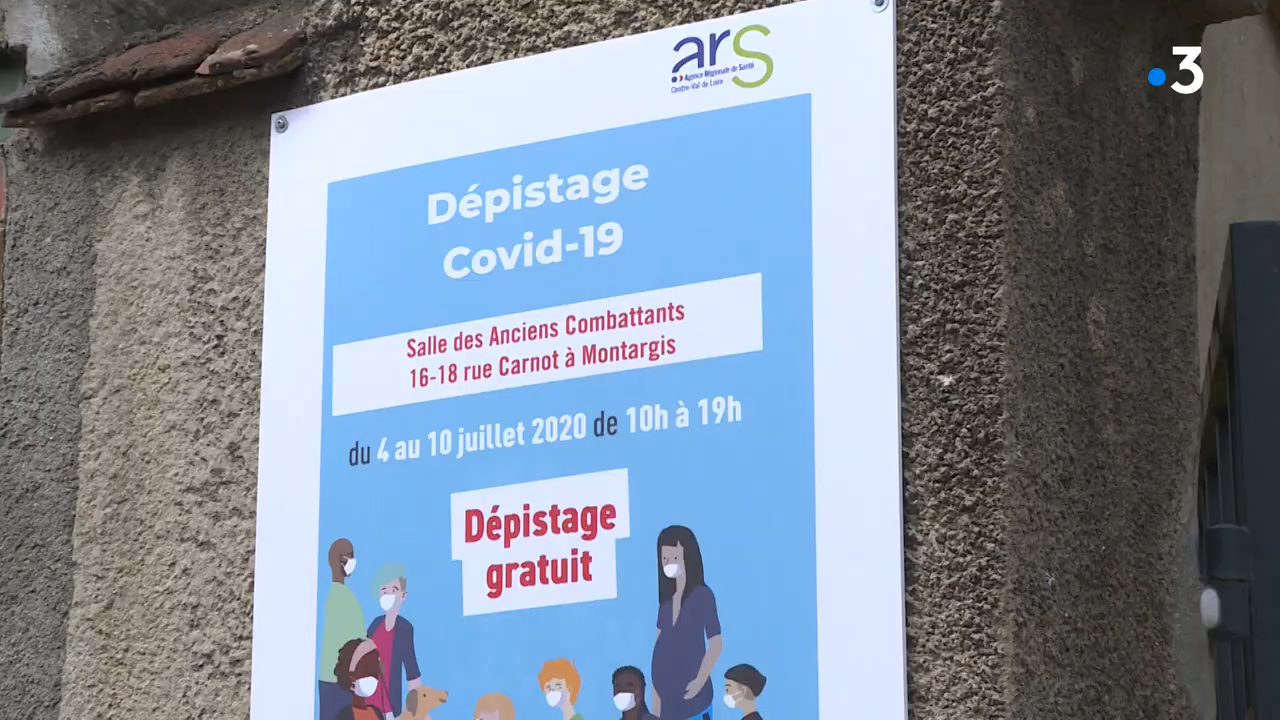 arS
Agence Régionale de Santé
Centre-Val de Loire
3
Dépistage
Covid-19
Salle des Anciens Combattants
16-18 rue Carnot à Montargis
du 4 au 10 juillet 2020 de 10h à 19h
Dépistage
gratuit